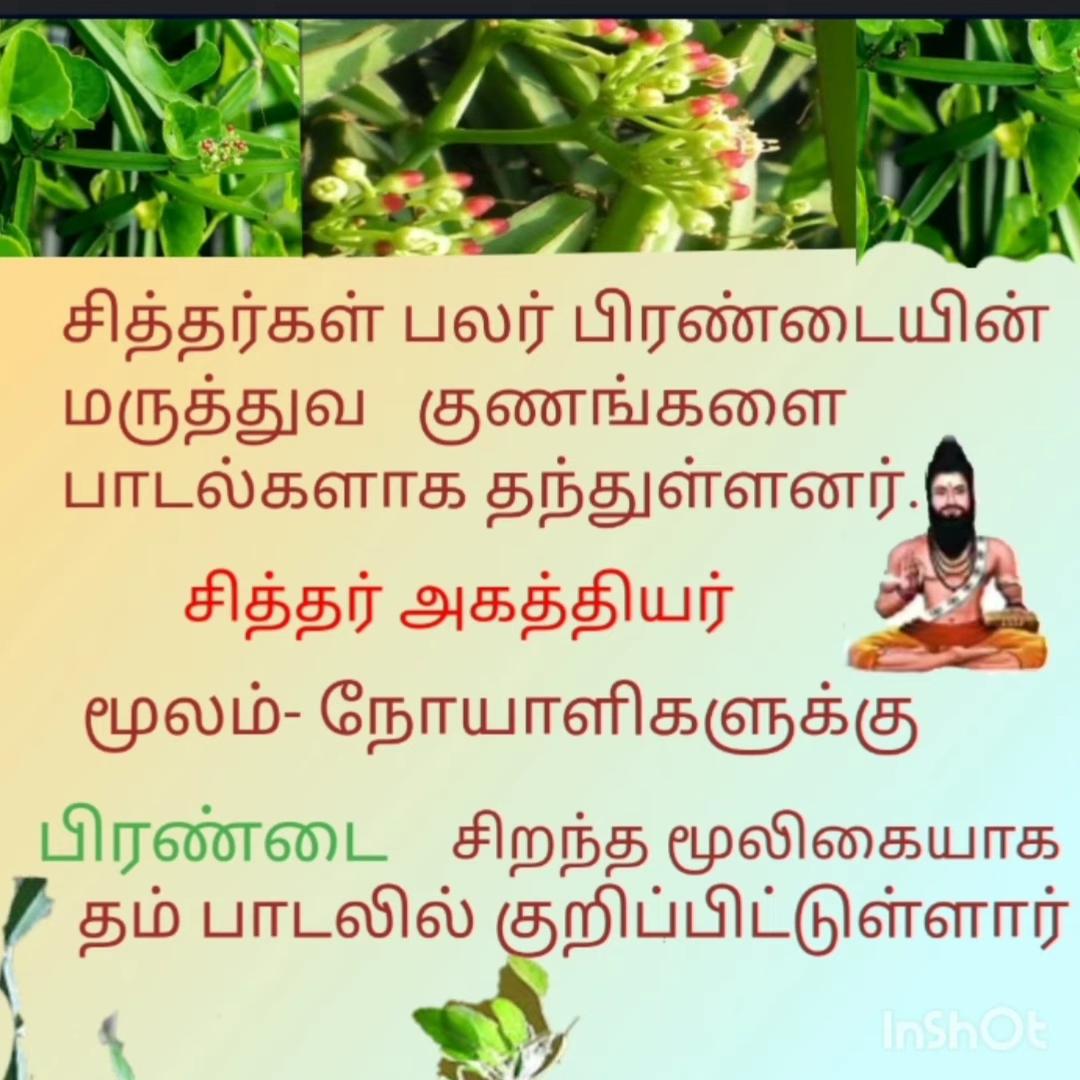 சித்தர்கள் பலர் பிரண்டையின்
மருத்துவ குணங்களை
பாடல்களாக தந்துள்ளனர்.
சித்தர் அகத்தியர்
மூலம்- நோயாளிகளுக்கு
பிரண்டை சிறந்த மூலிகையாக
தம் பாடலில் குறிப்பிட்டுள்ளார்
InShOt